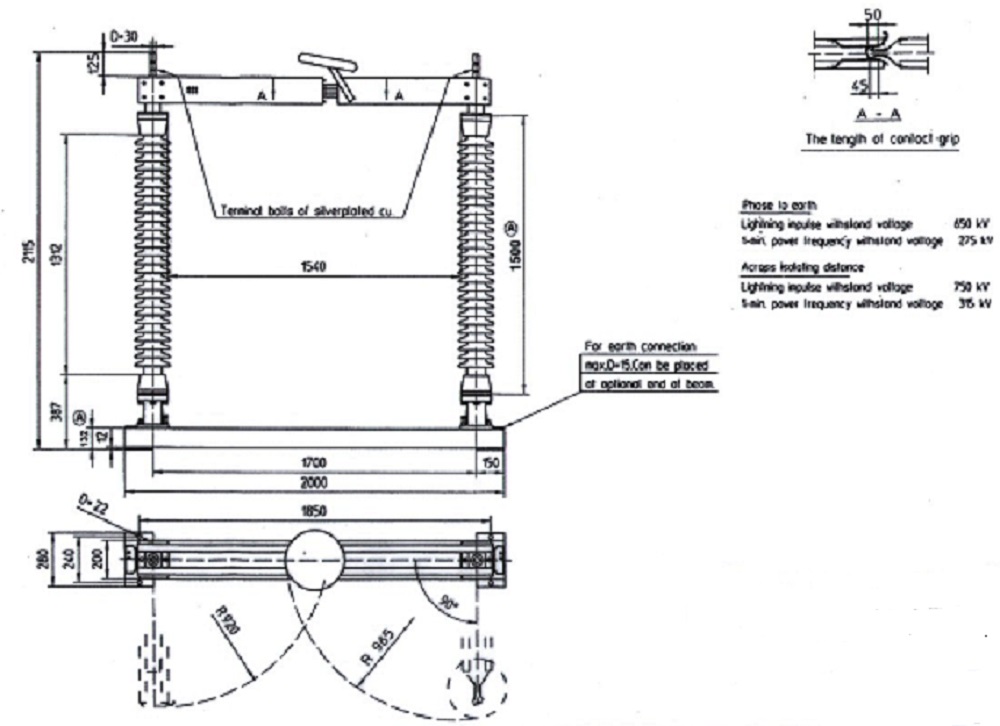 D=30
125
A
A
50
45
A - A
The length of contact-grip
Terminal bolts of silverplated cu.
2115
1312
1540
1500
A
Phase to earth
Lightning impulse withstand voltage 650 kV
1-min. power frequency withstand voltage 275 kV
Across isolating distance
Lightning impulse withstand voltage 750 kV
1-min. power frequency withstand voltage 315 kV
For earth connection
max.D=15.Can be placed
at optional end of beam.
387
A
132
12
1700
150
2000
D=22
1850
280
240
200
90°
R920
R 965